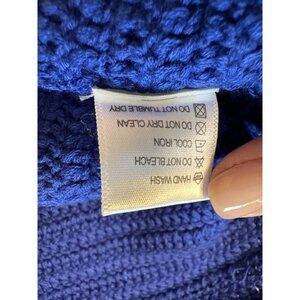 HAND WASH
DO NOT BLEACH
COOL IRON
DO NOT DRY CLEAN
DO NOT TUMBLE DRY